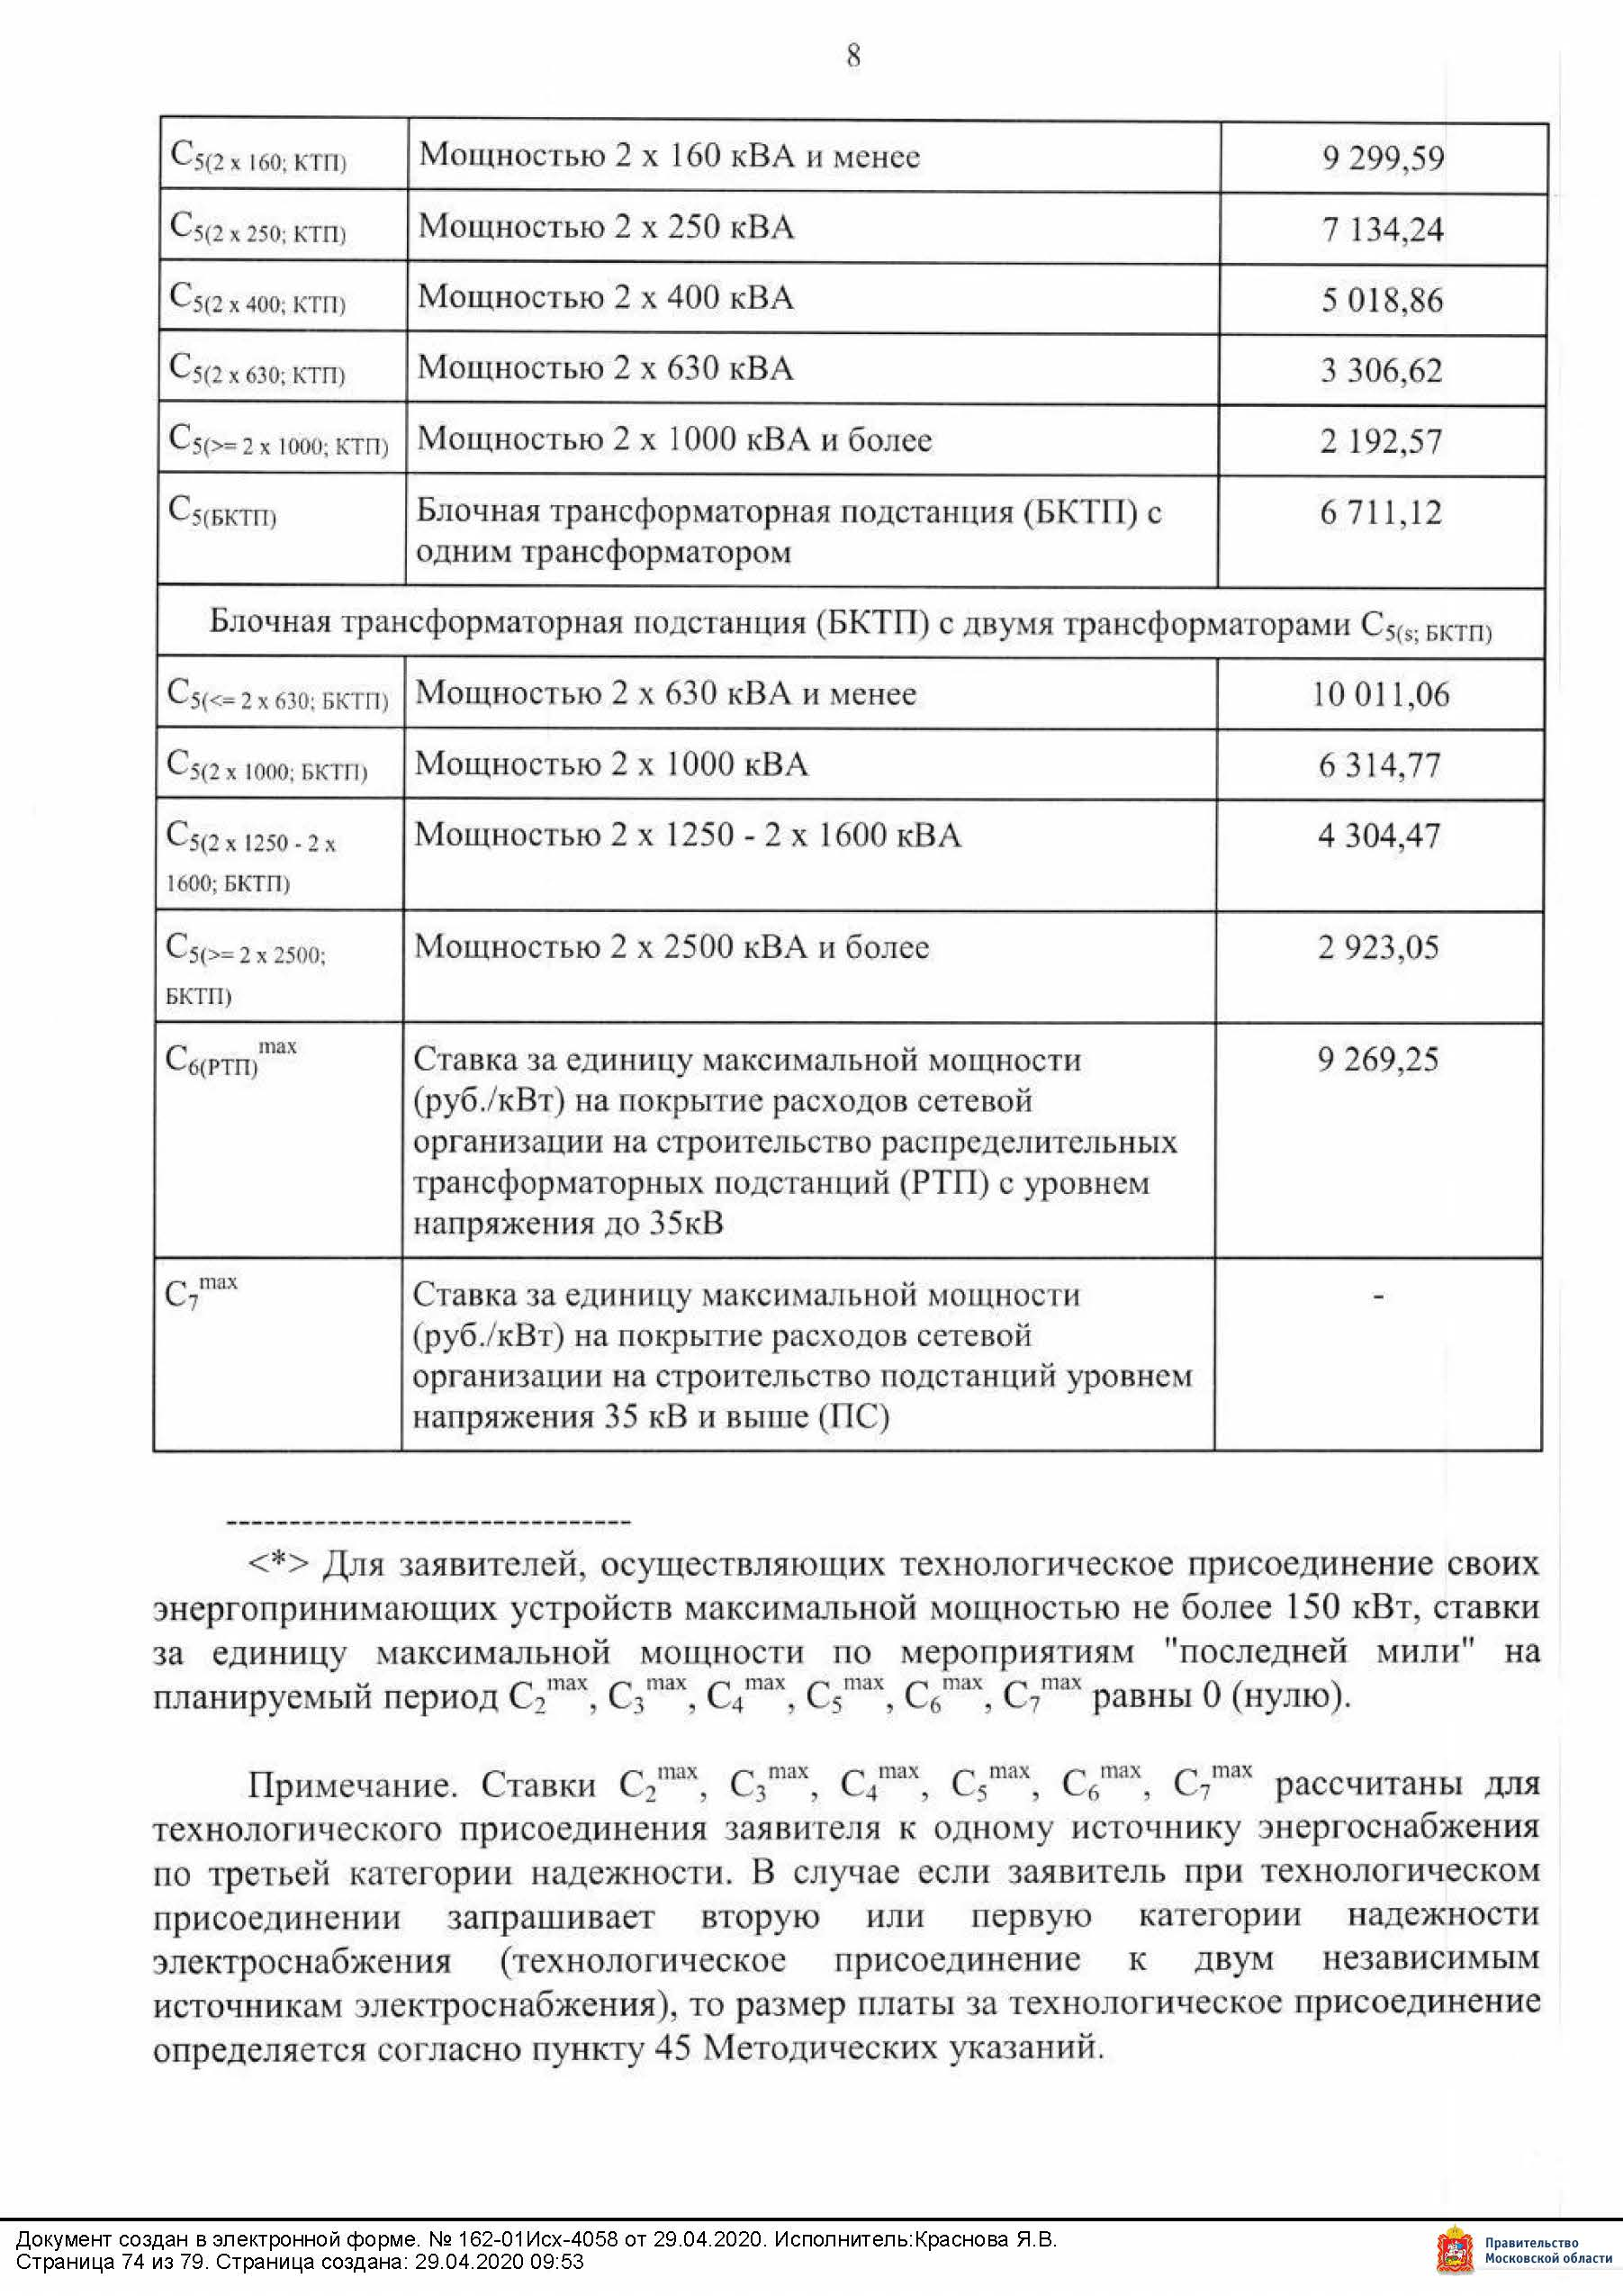 8
C5(2 x 160; КТП) Мощностью 2 х 160 кВА и менее 9 299,59
C5(2 x 250; КТП) Мощностью 2 х 250 кВА 7 134,24
C5(2 x 400; КТП) Мощностью 2 х 400 кВА 5 018,86
C5(2 x 630; КТП) Мощностью 2 х 630 кВА 3 306,62
C5(>= 2 x 1000; КТП) Мощностью 2 х 1000 кВА и более 2 192,57
C5(БКТП) Блочная трансформаторная подстанция (БКТП) с 6 711,12
одним трансформатором
Блочная трансформаторная подстанция (БКТП) с двумя трансформаторами C5(s; БКТП)
C5(<= 2 x 630; БКТП) Мощностью 2 х 630 кВА и менее 10 011,06
C5(2 x 1000; БКТП) Мощностью 2 х 1000 кВА 6 314,77
C5(2 x 1250 - 2 x Мощностью 2 х 1250 - 2 х 1600 кВА 4 304,47
1600; БКТП)
C5(>= 2 x 2500; Мощностью 2 х 2500 кВА и более 2 923,05
БКТП)
C6(РТП)max Ставка за единицу максимальной мощности 9 269,25
(руб./кВт) на покрытие расходов сетевой
организации на строительство распределительных
трансформаторных подстанций (РТП) с уровнем
напряжения до 35кВ
C7max Ставка за единицу максимальной мощности -
(руб./кВт) на покрытие расходов сетевой
организации на строительство подстанций уровнем
напряжения 35 кВ и выше (ПС)
--------------------------------
<*> Для заявителей, осуществляющих технологическое присоединение своих
энергопринимающих устройств максимальной мощностью не более 150 кВт, ставки
за единицу максимальной мощности по мероприятиям "последней мили" на
планируемый период C2max, C3max, C4max, C5max, C6max, C7max равны 0 (нулю).
Примечание. Ставки C2max, C3max, C4max, C5max, C6max, C7max рассчитаны для
технологического присоединения заявителя к одному источнику энергоснабжения
по третьей категории надежности. В случае если заявитель при технологическом
присоединении запрашивает вторую или первую категории надежности
электроснабжения (технологическое присоединение к двум независимым
источникам электроснабжения), то размер платы за технологическое присоединение
определяется согласно пункту 45 Методических указаний.
Документ создан в электронной форме. № 162-01Исх-4058 от 29.04.2020. Исполнитель:Краснова Я.В.
Страница 74 из 79. Страница создана: 29.04.2020 09:53
Правительство
Московской области